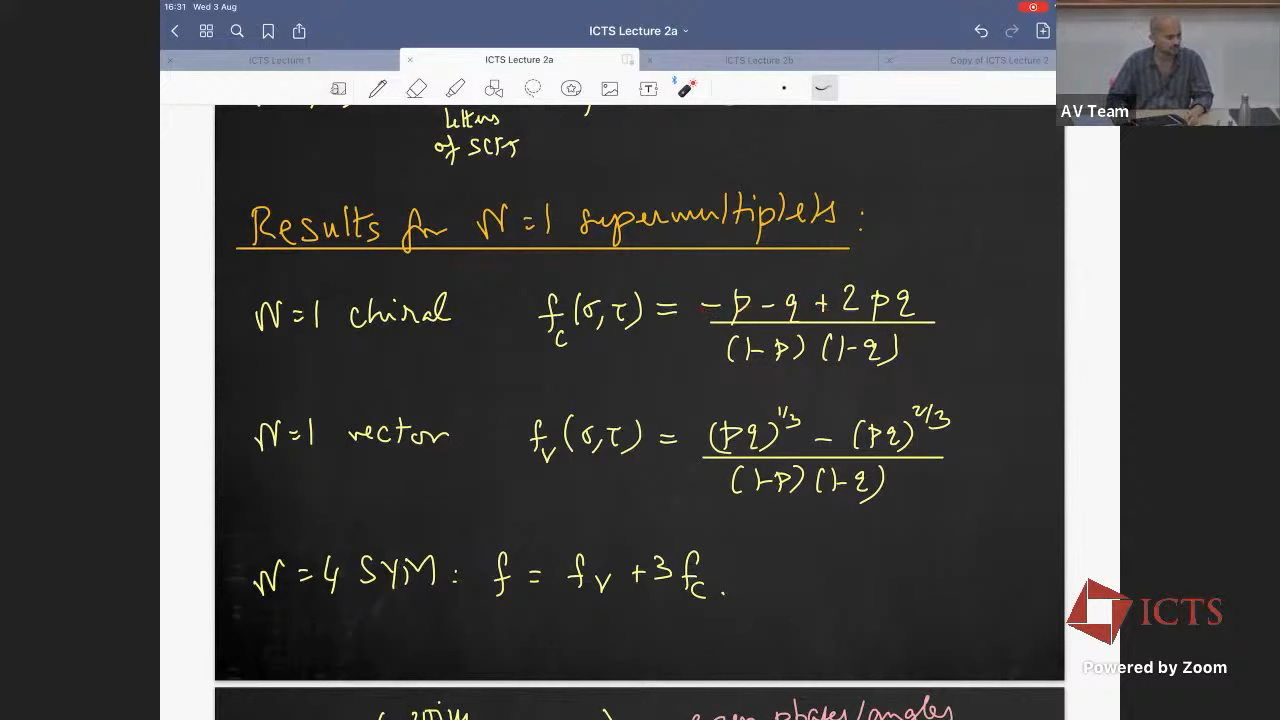 16:31 Wed 3 Aug
ICTS Lecture 2a
ICTS Lecture 1
ICTS Lecture 2a
ICTS Lecture 2b
Copy of ICTS Lecture 2
AV Team
letters
of SCFT
Results for N=1 supermultiplets :
N=1 chiral f_c(σ,τ) = (-p - q + 2pq) / ((1-p)(1-q))
N=1 vector f_v(σ,τ) = ((pq)^{1/3} - (pq)^{2/3}) / ((1-p)(1-q))
N=4 SYM : f = f_v + 3 f_c .
ICTS
Powered by Zoom
phases/angles